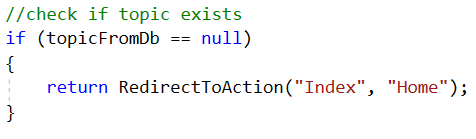 //check if topic exists
if (topicFromDb == null)
{
    return RedirectToAction("Index", "Home");
}